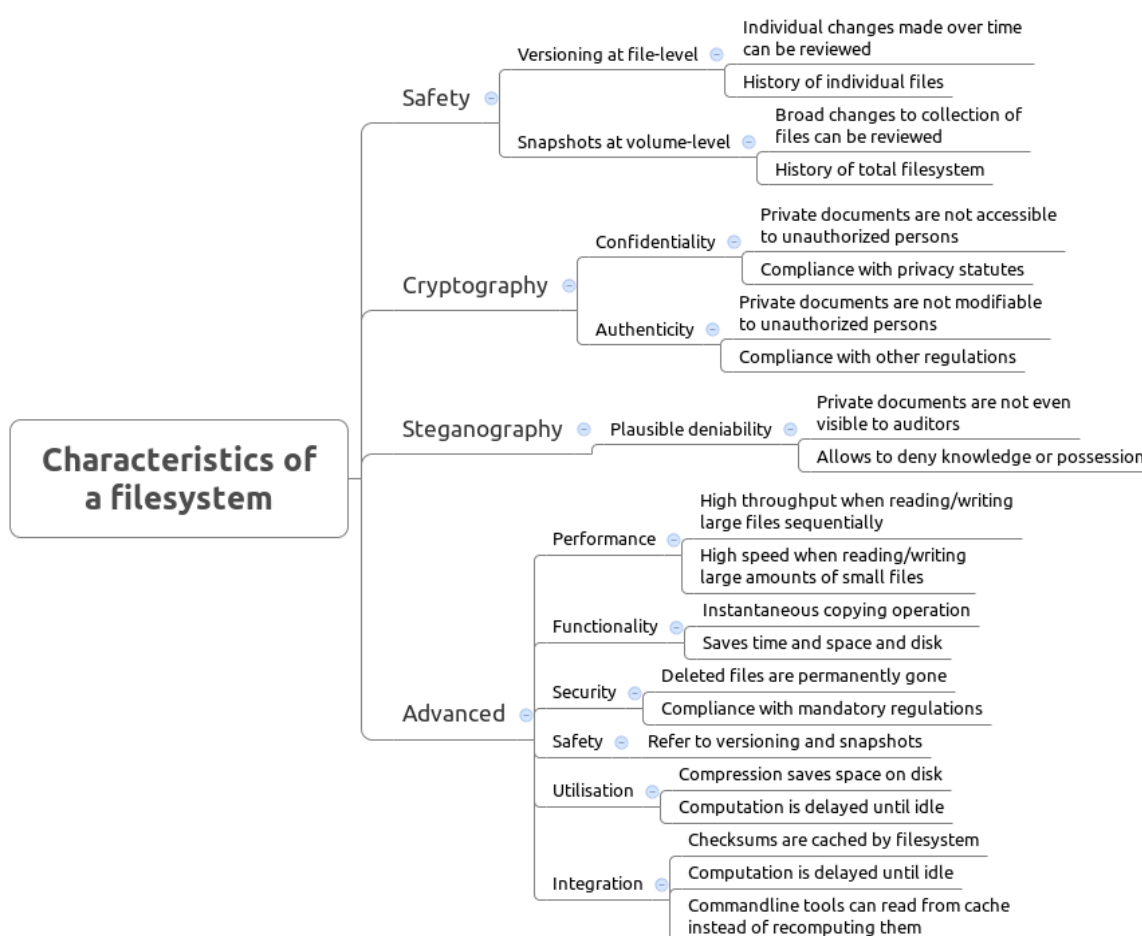 Characteristics of
a filesystem
Safety
Versioning at file-level
Individual changes made over time
can be reviewed
History of individual files
Snapshots at volume-level
Broad changes to collection of
files can be reviewed
History of total filesystem
Cryptography
Confidentiality
Private documents are not accessible
to unauthorized persons
Compliance with privacy statutes
Authenticity
Private documents are not modifiable
to unauthorized persons
Compliance with other regulations
Steganography
Plausible deniability
Private documents are not even
visible to auditors
Allows to deny knowledge or possession
Advanced
Performance
High throughput when reading/writing
large files sequentially
High speed when reading/writing
large amounts of small files
Functionality
Instantaneous copying operation
Saves time and space and disk
Security
Deleted files are permanently gone
Compliance with mandatory regulations
Safety
Refer to versioning and snapshots
Utilisation
Compression saves space on disk
Computation is delayed until idle
Integration
Checksums are cached by filesystem
Computation is delayed until idle
Commandline tools can read from cache
instead of recomputing them